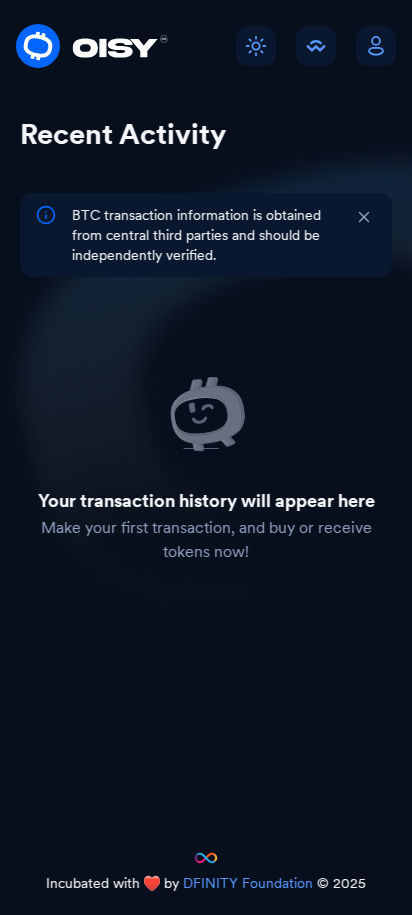 OISY
Recent Activity
BTC transaction information is obtained
from central third parties and should be
independently verified.
Your transaction history will appear here
Make your first transaction, and buy or receive
tokens now!
Incubated with ❤️ by DFINITY Foundation © 2025